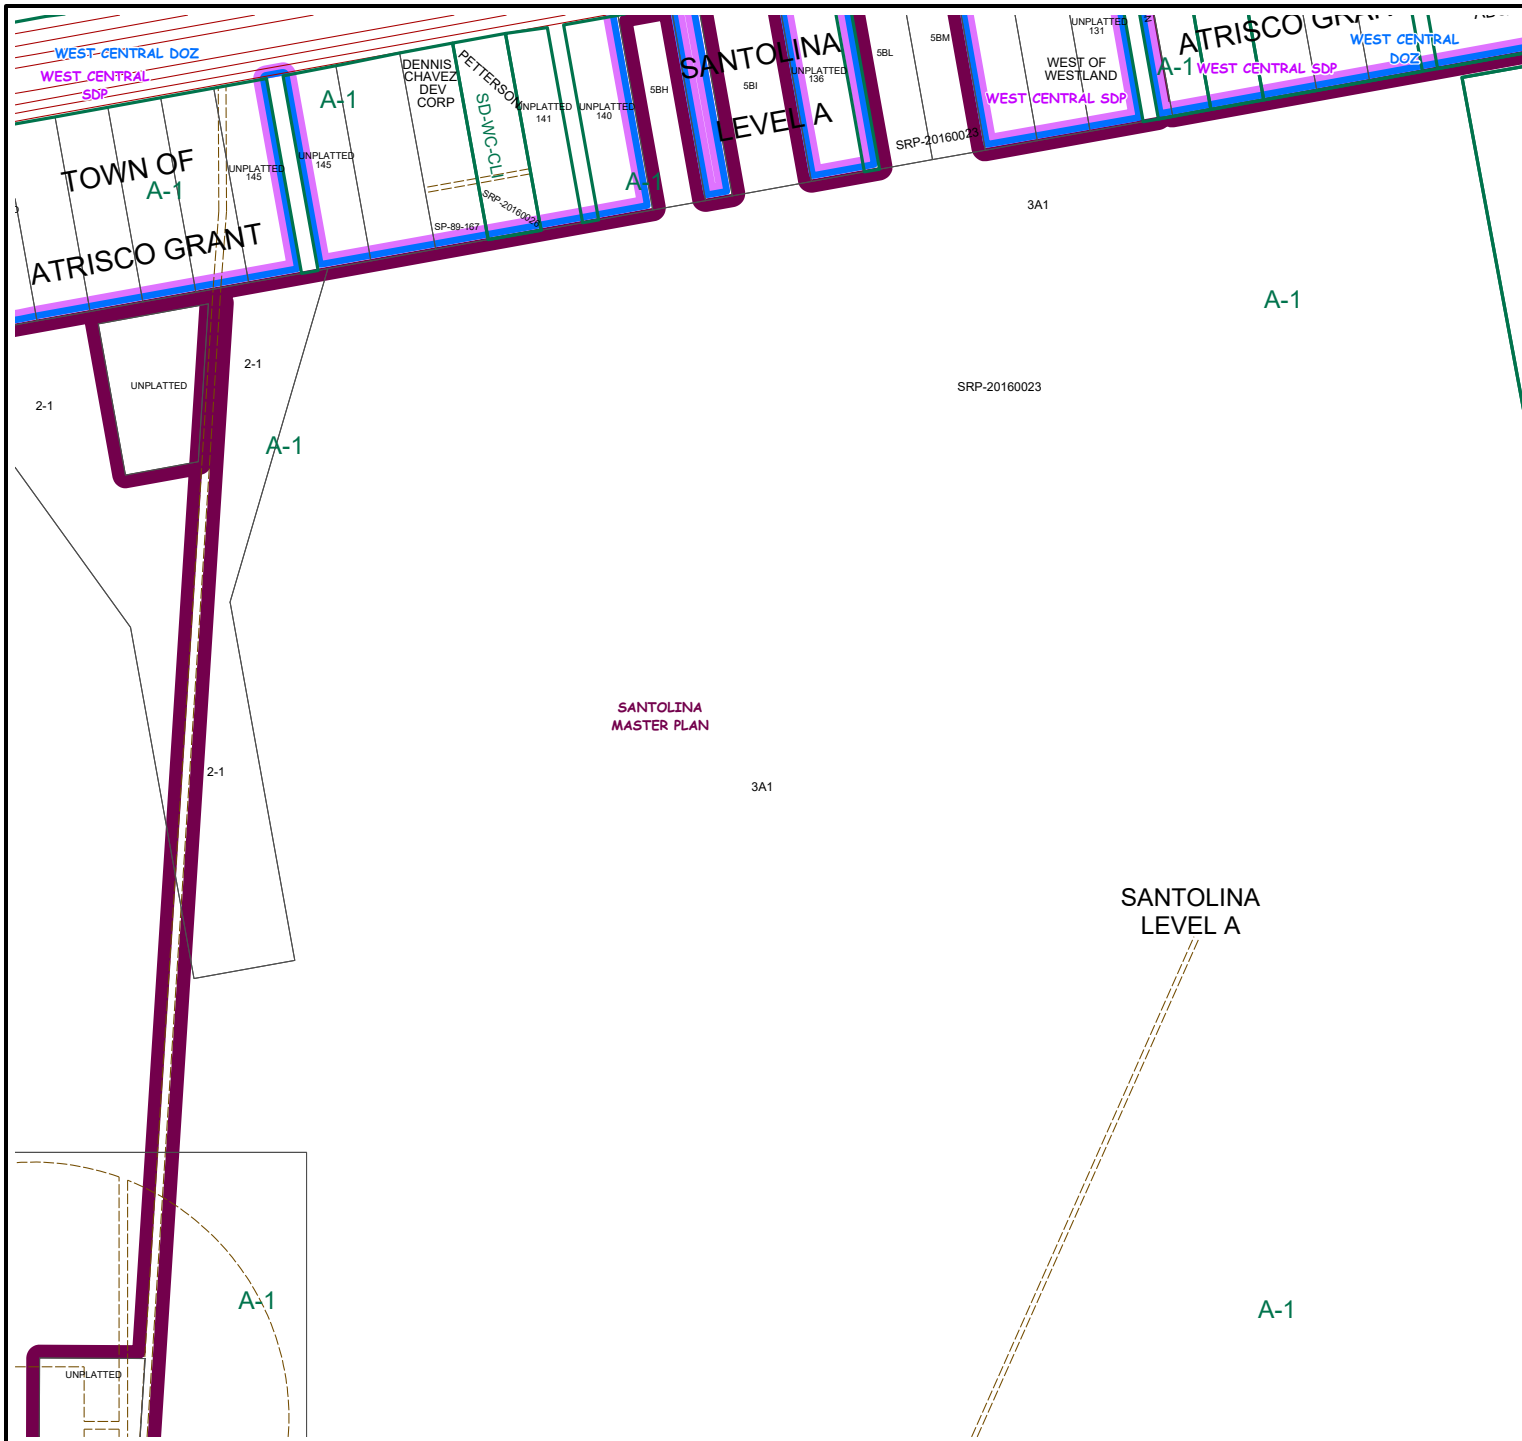 WEST CENTRAL DOZ
WEST CENTRAL
SDP
A-1
DENNIS
CHAVEZ
DEV
CORP
PETTERSON
SD-WC-CLI
UNPLATTED
141
UNPLATTED
140
5BH
SANTOLINA
LEVEL A
5BI
UNPLATTED
136
5BL
5BM
SRP-20160023
UNPLATTED
131
WEST OF
WESTLAND
WEST CENTRAL SDP
A-1
WEST CENTRAL SDP
WEST CENTRAL
DOZ
TOWN OF
A-1
ATRISCO GRANT
UNPLATTED
145
UNPLATTED
145
SP-89-167
A-1
3A1
A-1
2-1
UNPLATTED
2-1
A-1
SRP-20160023
SANTOLINA
MASTER PLAN
2-1
3A1
SANTOLINA
LEVEL A
A-1
A-1
UNPLATTED